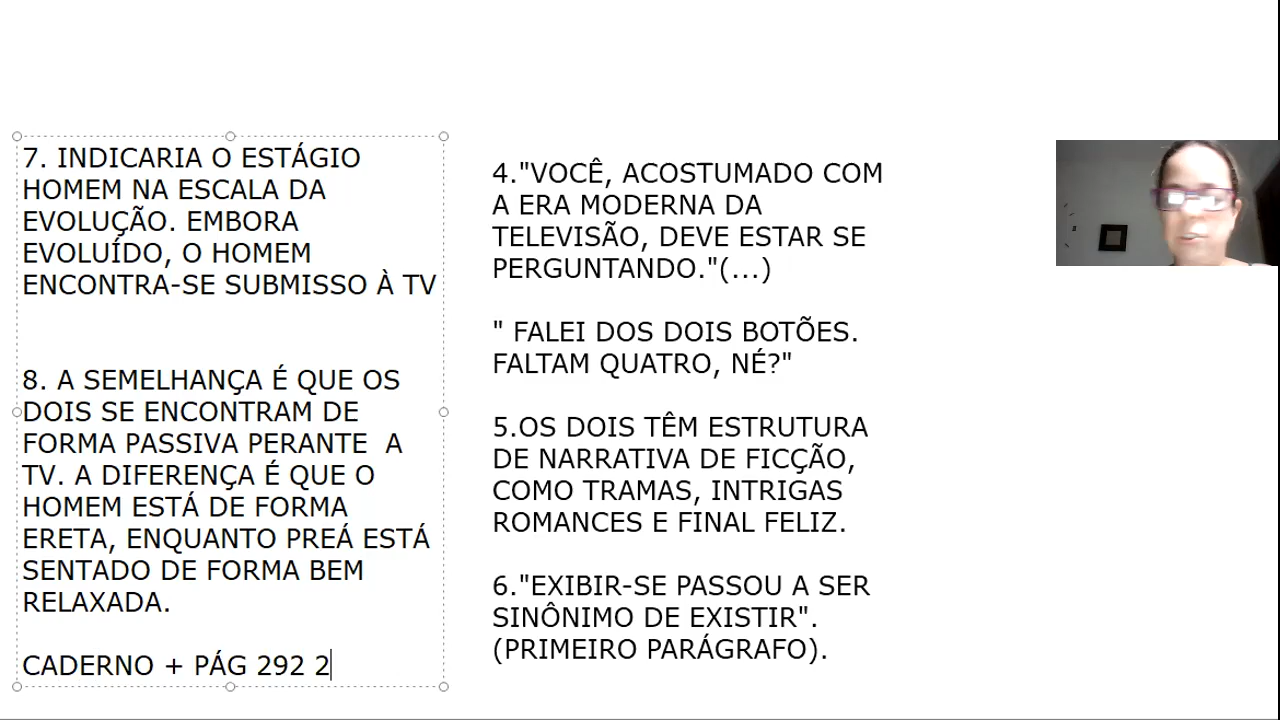 7. INDICARIA O ESTÁGIO
HOMEM NA ESCALA DA
EVOLUÇÃO. EMBORA
EVOLUÍDO, O HOMEM
ENCONTRA-SE SUBMISSO À TV
8. A SEMELHANÇA É QUE OS
DOIS SE ENCONTRAM DE
FORMA PASSIVA PERANTE  A
TV. A DIFERENÇA É QUE O
HOMEM ESTÁ DE FORMA
ERETA, ENQUANTO PREÁ ESTÁ
SENTADO DE FORMA BEM
RELAXADA.
CADERNO + PÁG 292 2
4."VOCÊ, ACOSTUMADO COM
A ERA MODERNA DA
TELEVISÃO, DEVE ESTAR SE
PERGUNTANDO."(...)
" FALEI DOS DOIS BOTÕES.
FALTAM QUATRO, NÉ?"
5.OS DOIS TÊM ESTRUTURA
DE NARRATIVA DE FICÇÃO,
COMO TRAMAS, INTRIGAS
ROMANCES E FINAL FELIZ.
6."EXIBIR-SE PASSOU A SER
SINÔNIMO DE EXISTIR".
(PRIMEIRO PARÁGRAFO).